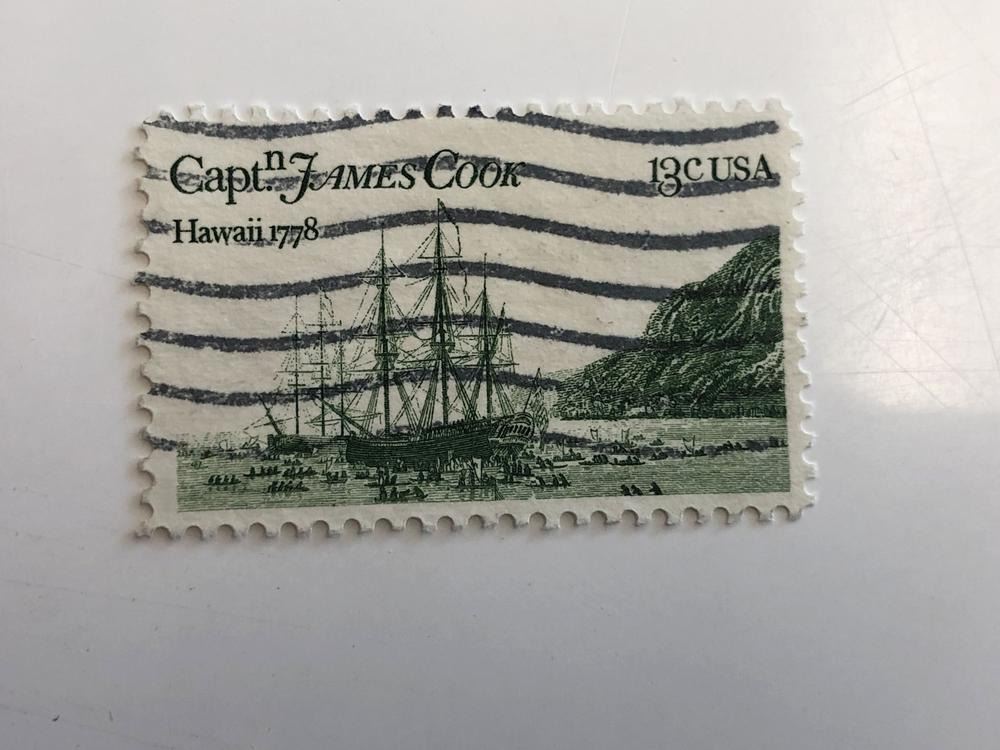 Capt.ⁿ JAMES COOK
13c USA
Hawaii 1778